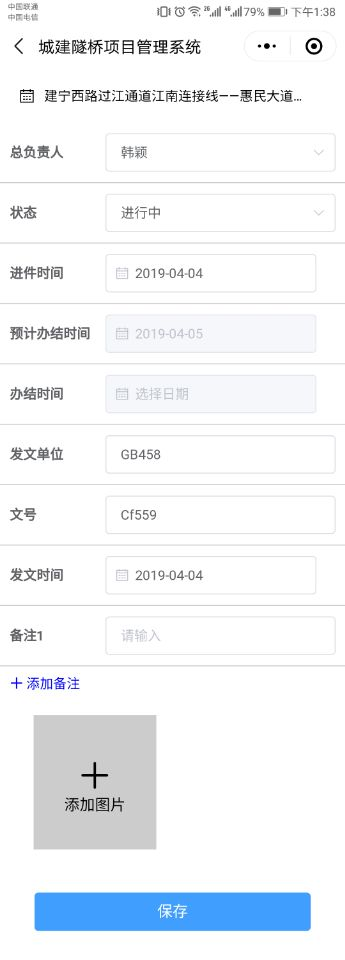 中国联通
中国电信
2G 4G 79% 下午1:38
城建隧桥项目管理系统
建宁西路过江通道江南连接线——惠民大道...
总负责人 韩颖
状态 进行中
进件时间 2019-04-04
预计办结时间 2019-04-05
办结时间 选择日期
发文单位 GB458
文号 Cf559
发文时间 2019-04-04
备注1 请输入
+ 添加备注
添加图片
保存